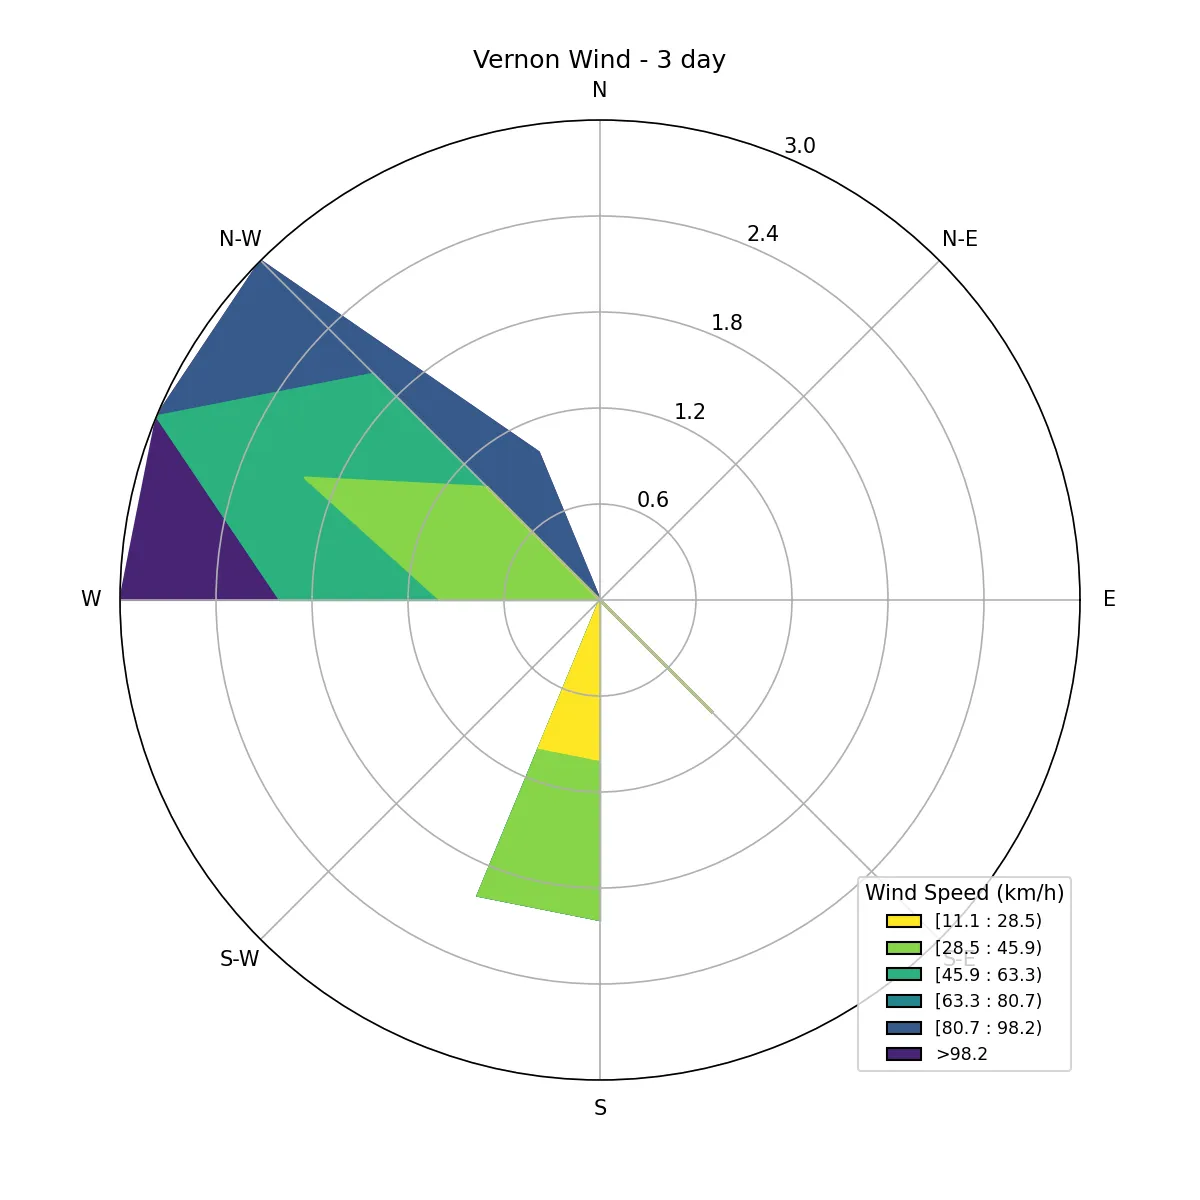 Vernon Wind - 3 day
N
3.0
N-W
N-E
2.4
1.8
1.2
0.6
W
E
S-W
S-E
S
Wind Speed (km/h)
[11.1 : 28.5)
[28.5 : 45.9)
[45.9 : 63.3)
[63.3 : 80.7)
[80.7 : 98.2)
>98.2